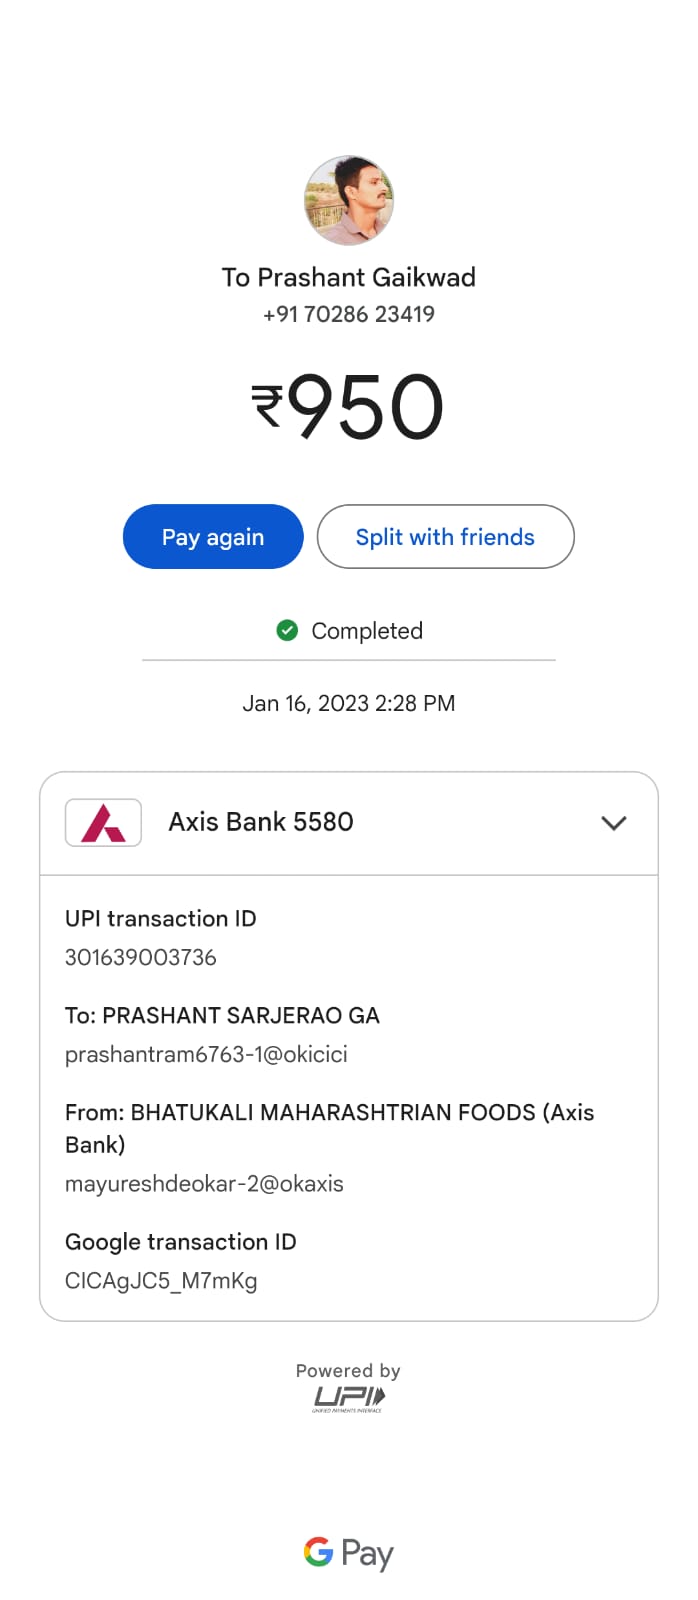 To Prashant Gaikwad
+91 70286 23419
₹950
Pay again
Split with friends
Completed
Jan 16, 2023 2:28 PM
Axis Bank 5580
UPI transaction ID
301639003736
To: PRASHANT SARJERAO GA
prashantram6763-1@okicici
From: BHATUKALI MAHARASHTRIAN FOODS (Axis
Bank)
mayureshdeokar-2@okaxis
Google transaction ID
CICAgJC5_M7mKg
Powered by
UPI
UNIFIED PAYMENTS INTERFACE
G Pay